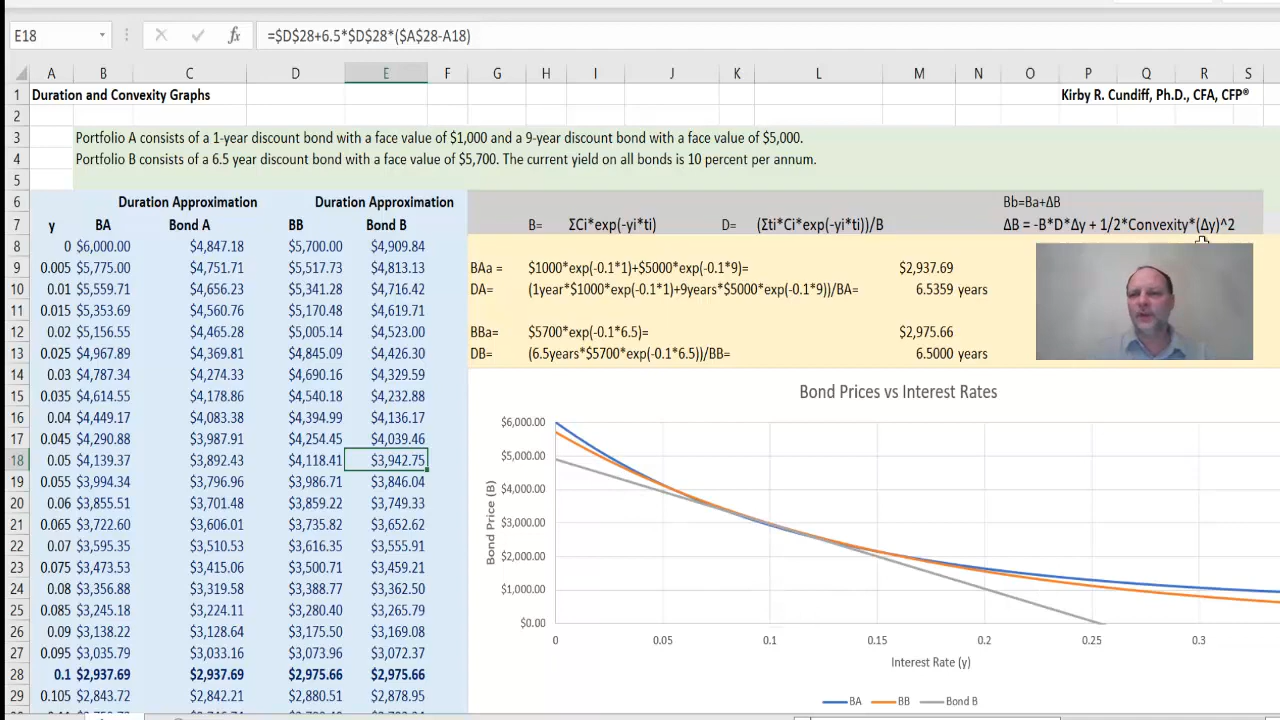 E18 fx =$D$28+6.5*$D$28*($A$28-A18)
A B C D E F G H I J K L M N O P Q R S
1 Duration and Convexity Graphs Kirby R. Cundiff, Ph.D., CFA, CFP®
2
3 Portfolio A consists of a 1-year discount bond with a face value of $1,000 and a 9-year discount bond with a face value of $5,000.
4 Portfolio B consists of a 6.5 year discount bond with a face value of $5,700. The current yield on all bonds is 10 percent per annum.
5
6 Duration Approximation Duration Approximation Bb=Ba+ΔB
7 y BA Bond A BB Bond B B= ΣCi*exp(-yi*ti) D= (Σti*Ci*exp(-yi*ti))/B ΔB = -B*D*Δy + 1/2*Convexity*(Δy)^2
8 0 $6,000.00 $4,847.18 $5,700.00 $4,909.84
9 0.005 $5,775.00 $4,751.71 $5,517.73 $4,813.13 BAa = $1000*exp(-0.1*1)+$5000*exp(-0.1*9)= $2,937.69
10 0.01 $5,559.71 $4,656.23 $5,341.28 $4,716.42 DA= (1year*$1000*exp(-0.1*1)+9years*$5000*exp(-0.1*9))/BA= 6.5359 years
11 0.015 $5,353.69 $4,560.76 $5,170.48 $4,619.71
12 0.02 $5,156.55 $4,465.28 $5,005.14 $4,523.00 BBa= $5700*exp(-0.1*6.5)= $2,975.66
13 0.025 $4,967.89 $4,369.81 $4,845.09 $4,426.30 DB= (6.5years*$5700*exp(-0.1*6.5))/BB= 6.5000 years
14 0.03 $4,787.34 $4,274.33 $4,690.16 $4,329.59
15 0.035 $4,614.55 $4,178.86 $4,540.18 $4,232.88
16 0.04 $4,449.17 $4,083.38 $4,394.99 $4,136.17
17 0.045 $4,290.88 $3,987.91 $4,254.45 $4,039.46
18 0.05 $4,139.37 $3,892.43 $4,118.41 $3,942.75
19 0.055 $3,994.34 $3,796.96 $3,986.71 $3,846.04
20 0.06 $3,855.51 $3,701.48 $3,859.22 $3,749.33
21 0.065 $3,722.60 $3,606.01 $3,735.82 $3,652.62
22 0.07 $3,595.35 $3,510.53 $3,616.35 $3,555.91
23 0.075 $3,473.53 $3,415.06 $3,500.71 $3,459.21
24 0.08 $3,356.88 $3,319.58 $3,388.77 $3,362.50
25 0.085 $3,245.18 $3,224.11 $3,280.40 $3,265.79
26 0.09 $3,138.22 $3,128.64 $3,175.50 $3,169.08
27 0.095 $3,035.79 $3,033.16 $3,073.96 $3,072.37
28 0.1 $2,937.69 $2,937.69 $2,975.66 $2,975.66
29 0.105 $2,843.72 $2,842.21 $2,880.51 $2,878.95
Bond Prices vs Interest Rates
Bond Price (B)
$6,000.00
$5,000.00
$4,000.00
$3,000.00
$2,000.00
$1,000.00
$0.00
0 0.05 0.1 0.15 0.2 0.25 0.3
Interest Rate (y)
BA BB Bond B